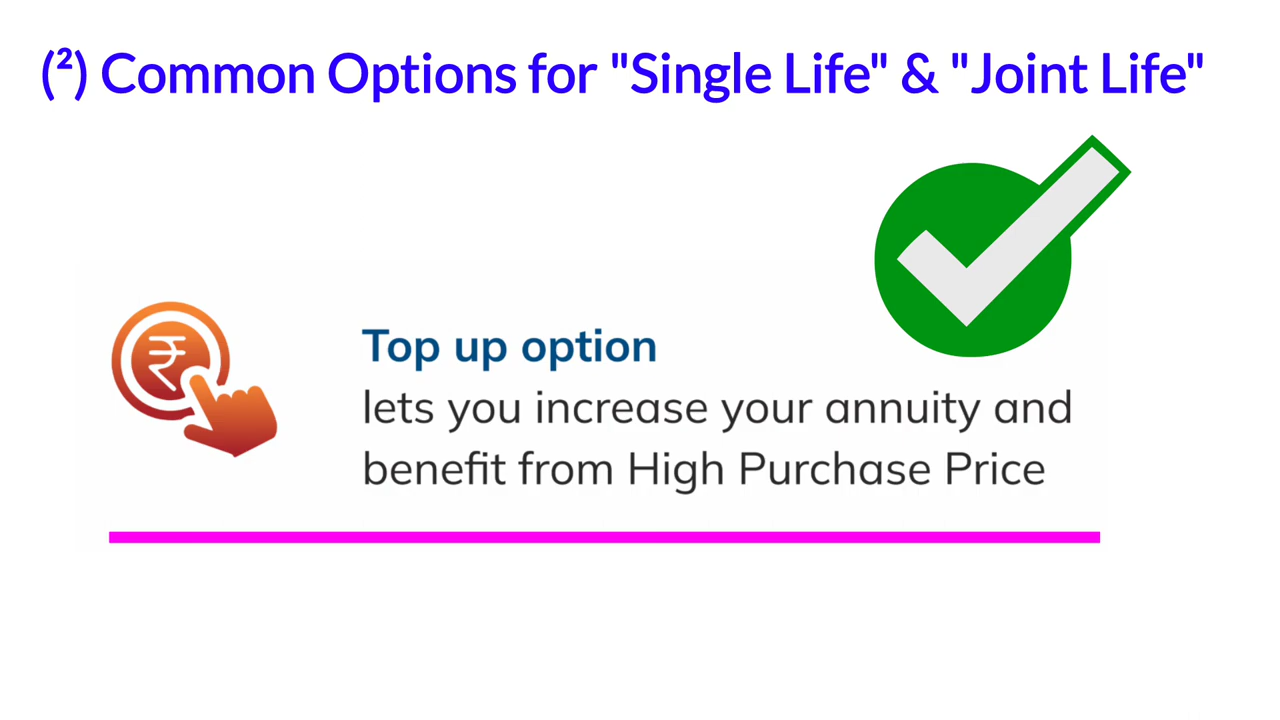 (²) Common Options for "Single Life" & "Joint Life"
₹
Top up option
lets you increase your annuity and
benefit from High Purchase Price